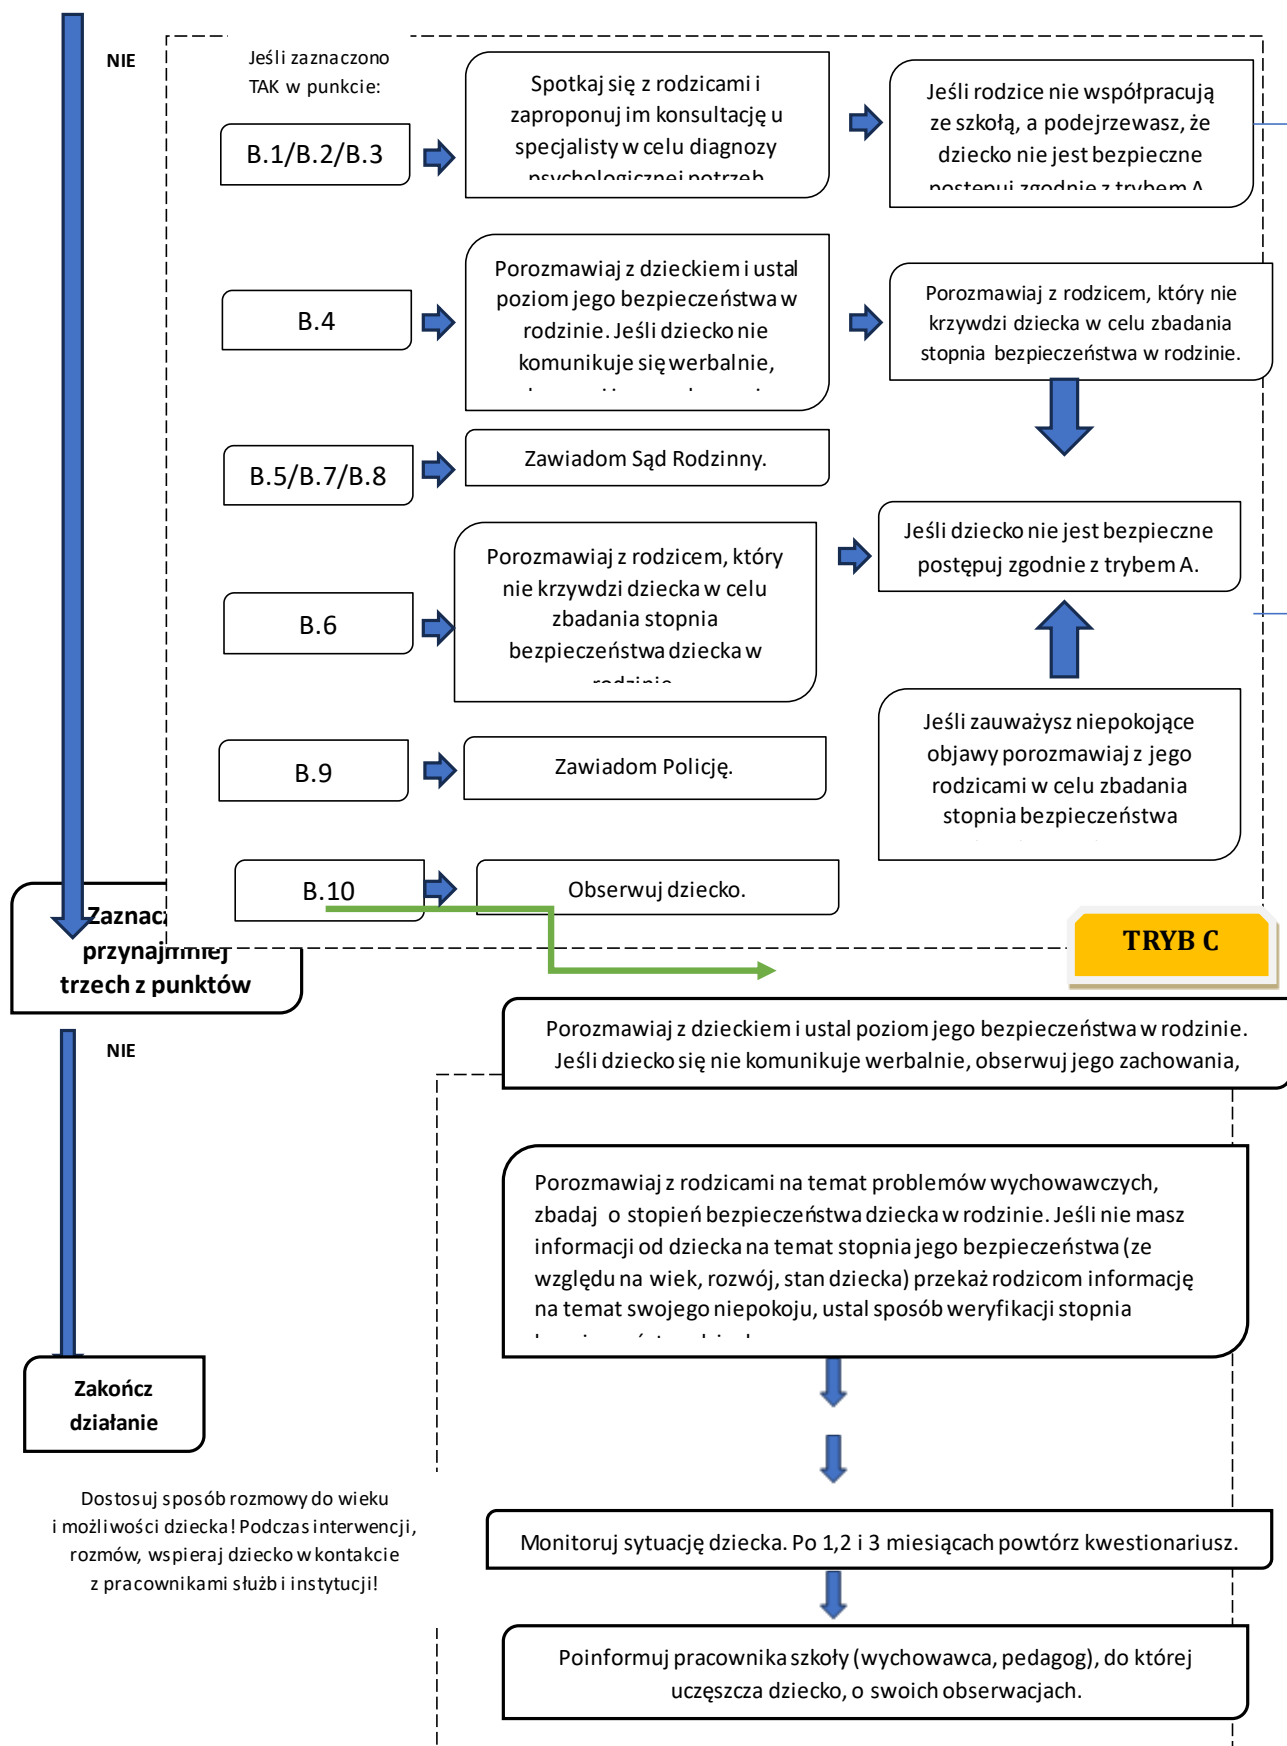 NIE
Jeśli zaznaczono
TAK w punkcie:
B.1/B.2/B.3
Spotkaj się z rodzicami i
zaproponuj im konsultację u
specjalisty w celu diagnozy
psychologicznej potrzeb
Jeśli rodzice nie współpracują
ze szkołą, a podejrzewasz, że
dziecko nie jest bezpieczne
postępuj zgodnie z trybem A
B.4
Porozmawiaj z dzieckiem i ustal
poziom jego bezpieczeństwa w
rodzinie. Jeśli dziecko nie
komunikuje się werbalnie,
Porozmawiaj z rodzicem, który nie
krzywdzi dziecka w celu zbadania
stopnia bezpieczeństwa w rodzinie.
B.5/B.7/B.8
Zawiadom Sąd Rodzinny.
B.6
Porozmawiaj z rodzicem, który
nie krzywdzi dziecka w celu
zbadania stopnia
bezpieczeństwa dziecka w
rodzinie
Jeśli dziecko nie jest bezpieczne
postępuj zgodnie z trybem A.
B.9
Zawiadom Policję.
Jeśli zauważysz niepokojące
objawy porozmawiaj z jego
rodzicami w celu zbadania
stopnia bezpieczeństwa
B.10
Obserwuj dziecko.
Zaznacz
przynajmniej
trzech z punktów
TRYB C
NIE
Porozmawiaj z dzieckiem i ustal poziom jego bezpieczeństwa w rodzinie.
Jeśli dziecko się nie komunikuje werbalnie, obserwuj jego zachowania,
Porozmawiaj z rodzicami na temat problemów wychowawczych,
zbadaj o stopień bezpieczeństwa dziecka w rodzinie. Jeśli nie masz
informacji od dziecka na temat stopnia jego bezpieczeństwa (ze
względu na wiek, rozwój, stan dziecka) przekaż rodzicom informację
na temat swojego niepokoju, ustal sposób weryfikacji stopnia
Zakończ
działanie
Dostosuj sposób rozmowy do wieku
i możliwości dziecka! Podczas interwencji,
rozmów, wspieraj dziecko w kontakcie
z pracownikami służb i instytucji!
Monitoruj sytuację dziecka. Po 1,2 i 3 miesiącach powtórz kwestionariusz.
Poinformuj pracownika szkoły (wychowawca, pedagog), do której
uczęszcza dziecko, o swoich obserwacjach.